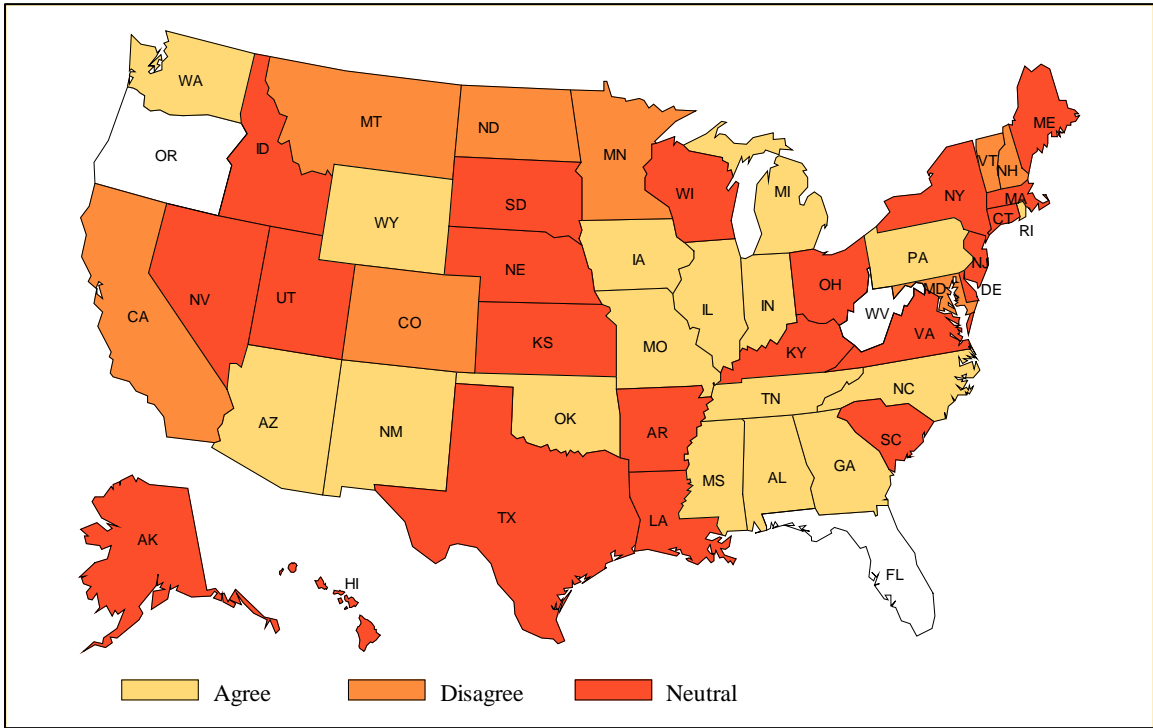 WA
MT
ND
MN
OR
ID
SD
WI
MI
ME
VT
NH
NY
MA
CT
RI
WY
IA
NE
PA
NJ
NV
UT
CO
IL
IN
OH
MD
DE
CA
KS
MO
WV
KY
VA
AZ
NM
OK
TN
NC
AR
SC
MS
AL
GA
TX
LA
AK
HI
FL
Agree
Disagree
Neutral